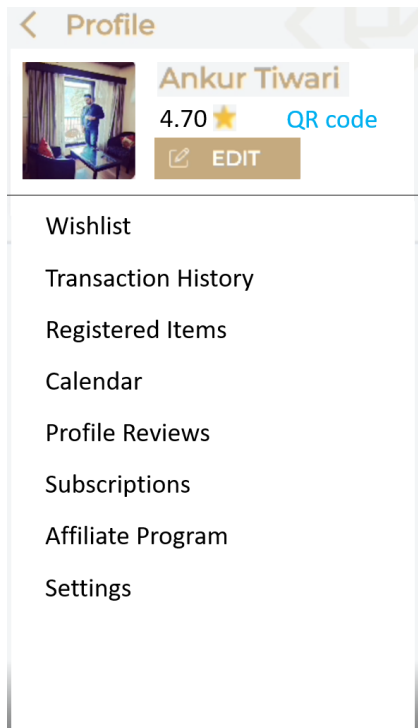 Profile
Ankur Tiwari
4.70
QR code
EDIT
Wishlist
Transaction History
Registered Items
Calendar
Profile Reviews
Subscriptions
Affiliate Program
Settings